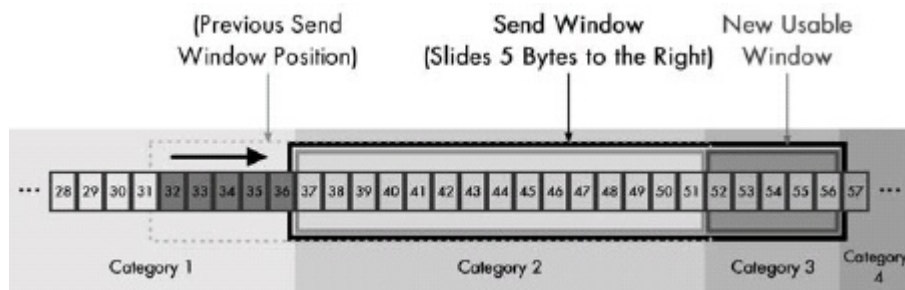 (Previous Send
Window Position)
Send Window
(Slides 5 Bytes to the Right)
New Usable
Window
... 28 29 30 31 32 33 34 35 36 37 38 39 40 41 42 43 44 45 46 47 48 49 50 51 52 53 54 55 56 57 ...
Category 1
Category 2
Category 3
Category
4